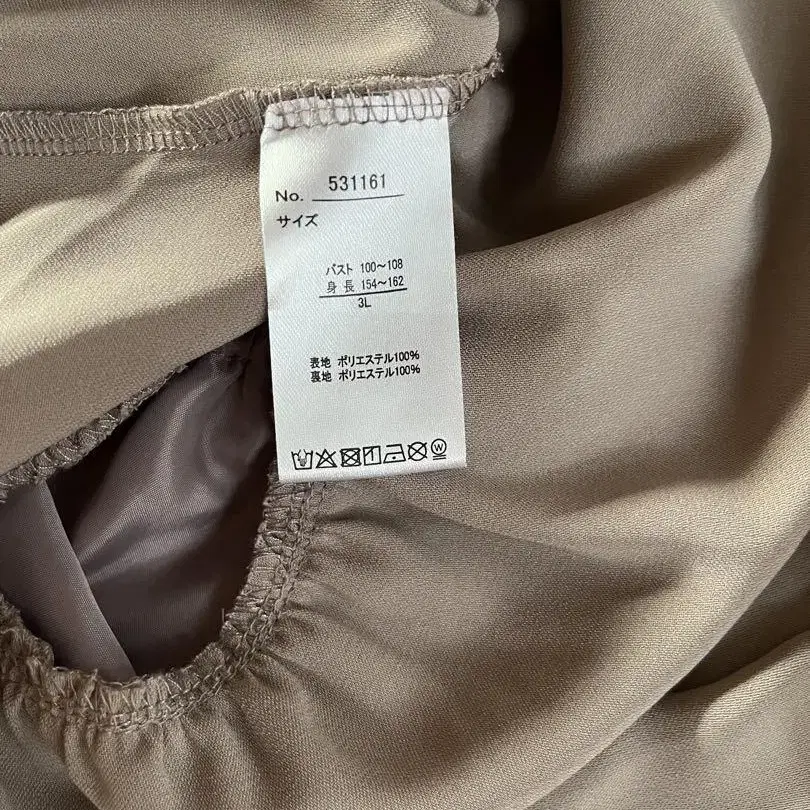 No. 531161
サイズ
バスト 100～108
身長 154～162
3L
表地 ポリエステル100%
裏地 ポリエステル100%
W